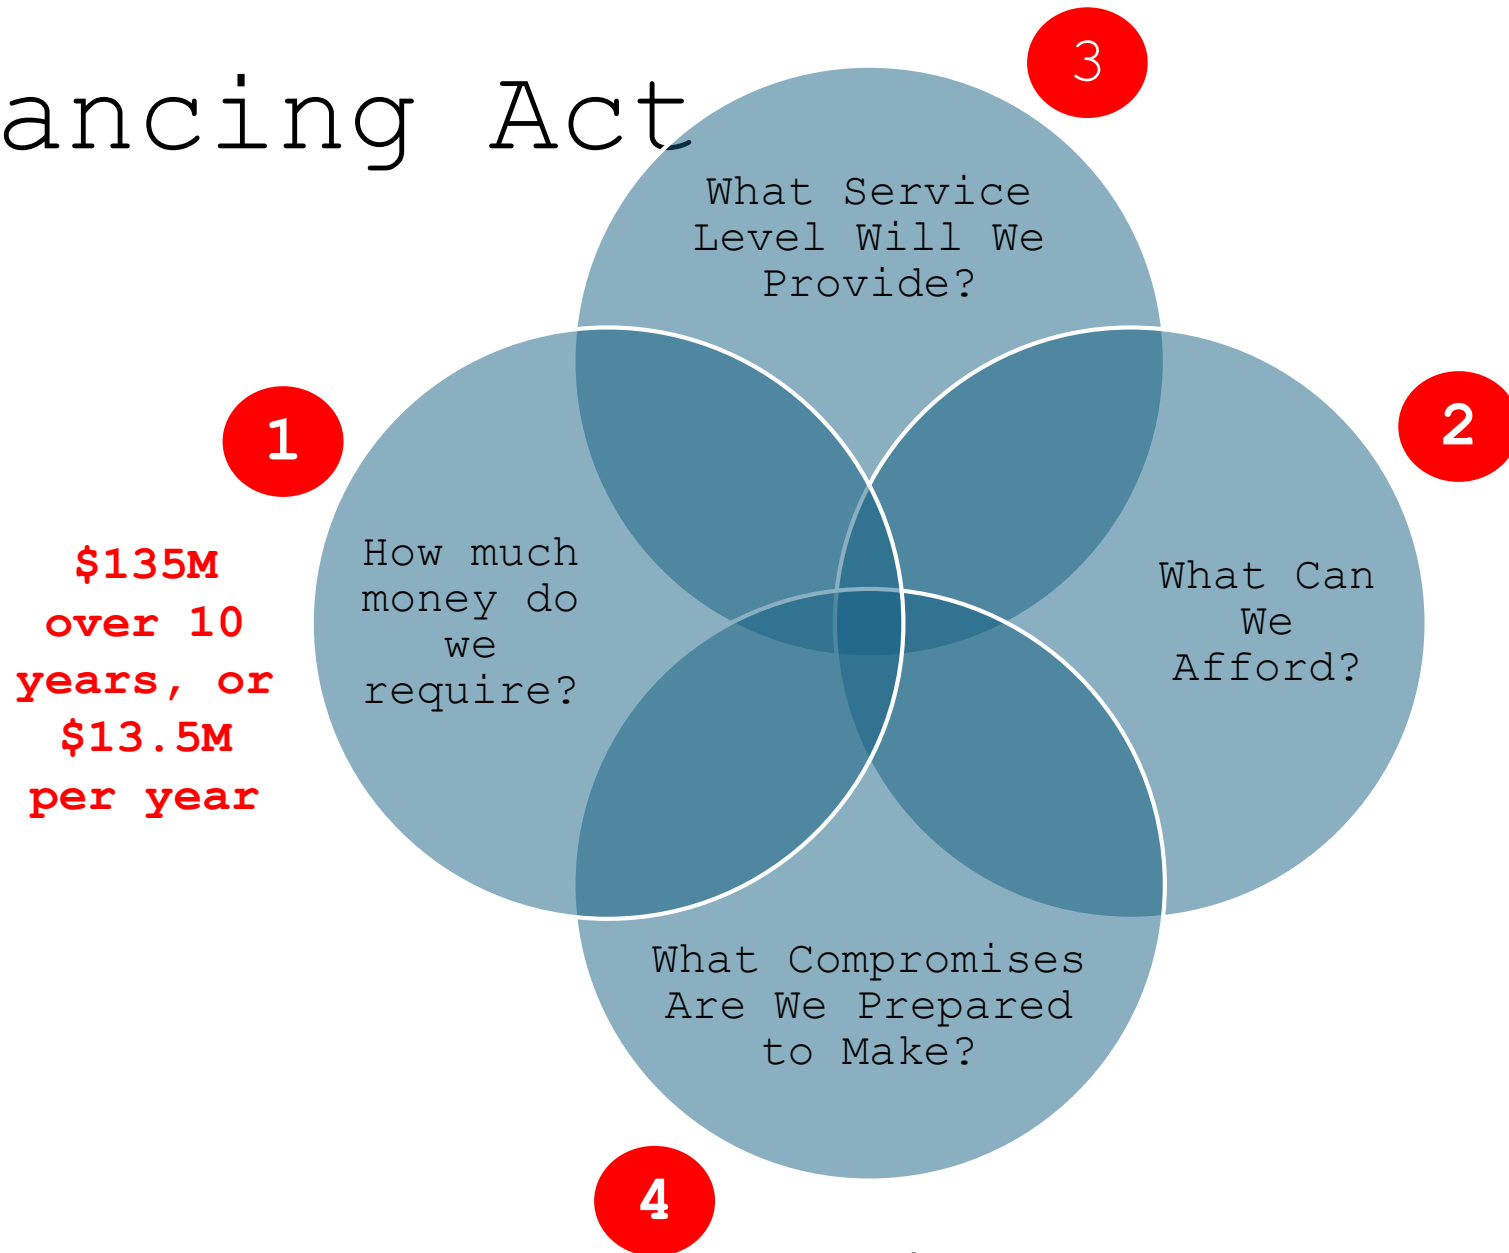 ancing Act
3
What Service
Level Will We
Provide?
1
2
$135M
over 10
years, or
$13.5M
per year
How much
money do
we
require?
What Can
We
Afford?
What Compromises
Are We Prepared
to Make?
4